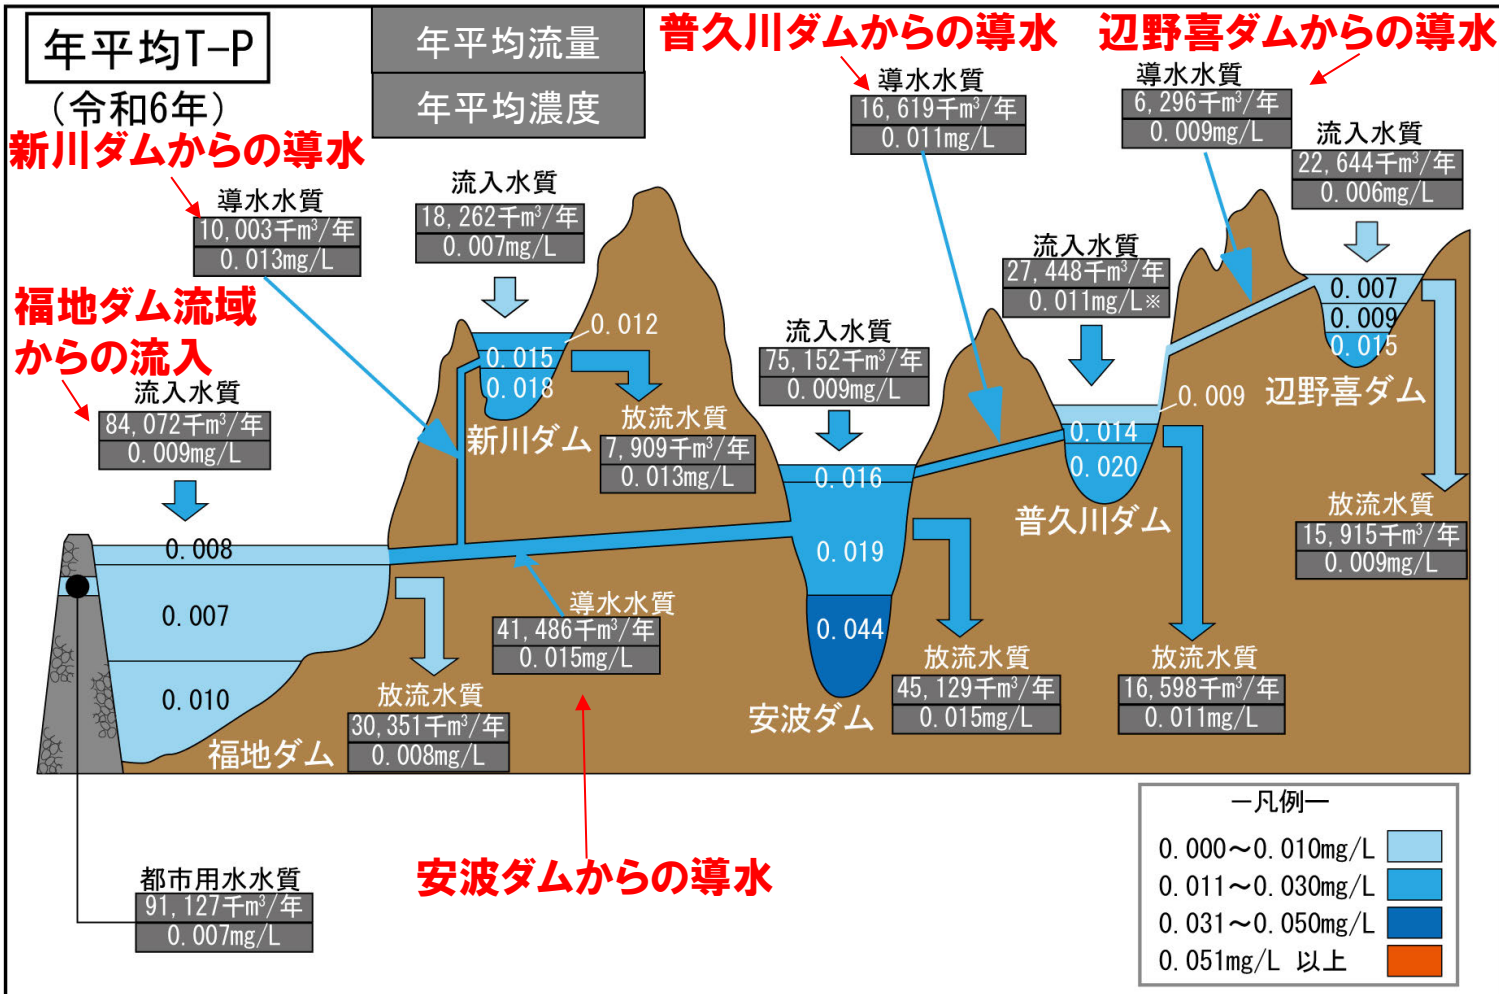 年平均T-P
(令和6年)
年平均流量
年平均濃度
普久川ダムからの導水
辺野喜ダムからの導水
新川ダムからの導水
導水水質
10,003千m³/年
0.013mg/L
流入水質
18,262千m³/年
0.007mg/L
導水水質
16,619千m³/年
0.011mg/L
導水水質
6,296千m³/年
0.009mg/L
流入水質
22,644千m³/年
0.006mg/L
流入水質
27,448千m³/年
0.011mg/L※
福地ダム流域
からの流入
流入水質
84,072千m³/年
0.009mg/L
流入水質
75,152千m³/年
0.009mg/L
0.012
0.015
0.018
新川ダム
放流水質
7,909千m³/年
0.013mg/L
0.007
0.009
0.015
辺野喜ダム
0.009
0.014
0.020
普久川ダム
0.016
0.019
0.044
安波ダム
0.008
0.007
0.010
福地ダム
導水水質
41,486千m³/年
0.015mg/L
放流水質
30,351千m³/年
0.008mg/L
放流水質
45,129千m³/年
0.015mg/L
放流水質
16,598千m³/年
0.011mg/L
放流水質
15,915千m³/年
0.009mg/L
安波ダムからの導水
都市用水水質
91,127千m³/年
0.007mg/L
―凡例―
0.000~0.010mg/L
0.011~0.030mg/L
0.031~0.050mg/L
0.051mg/L 以上